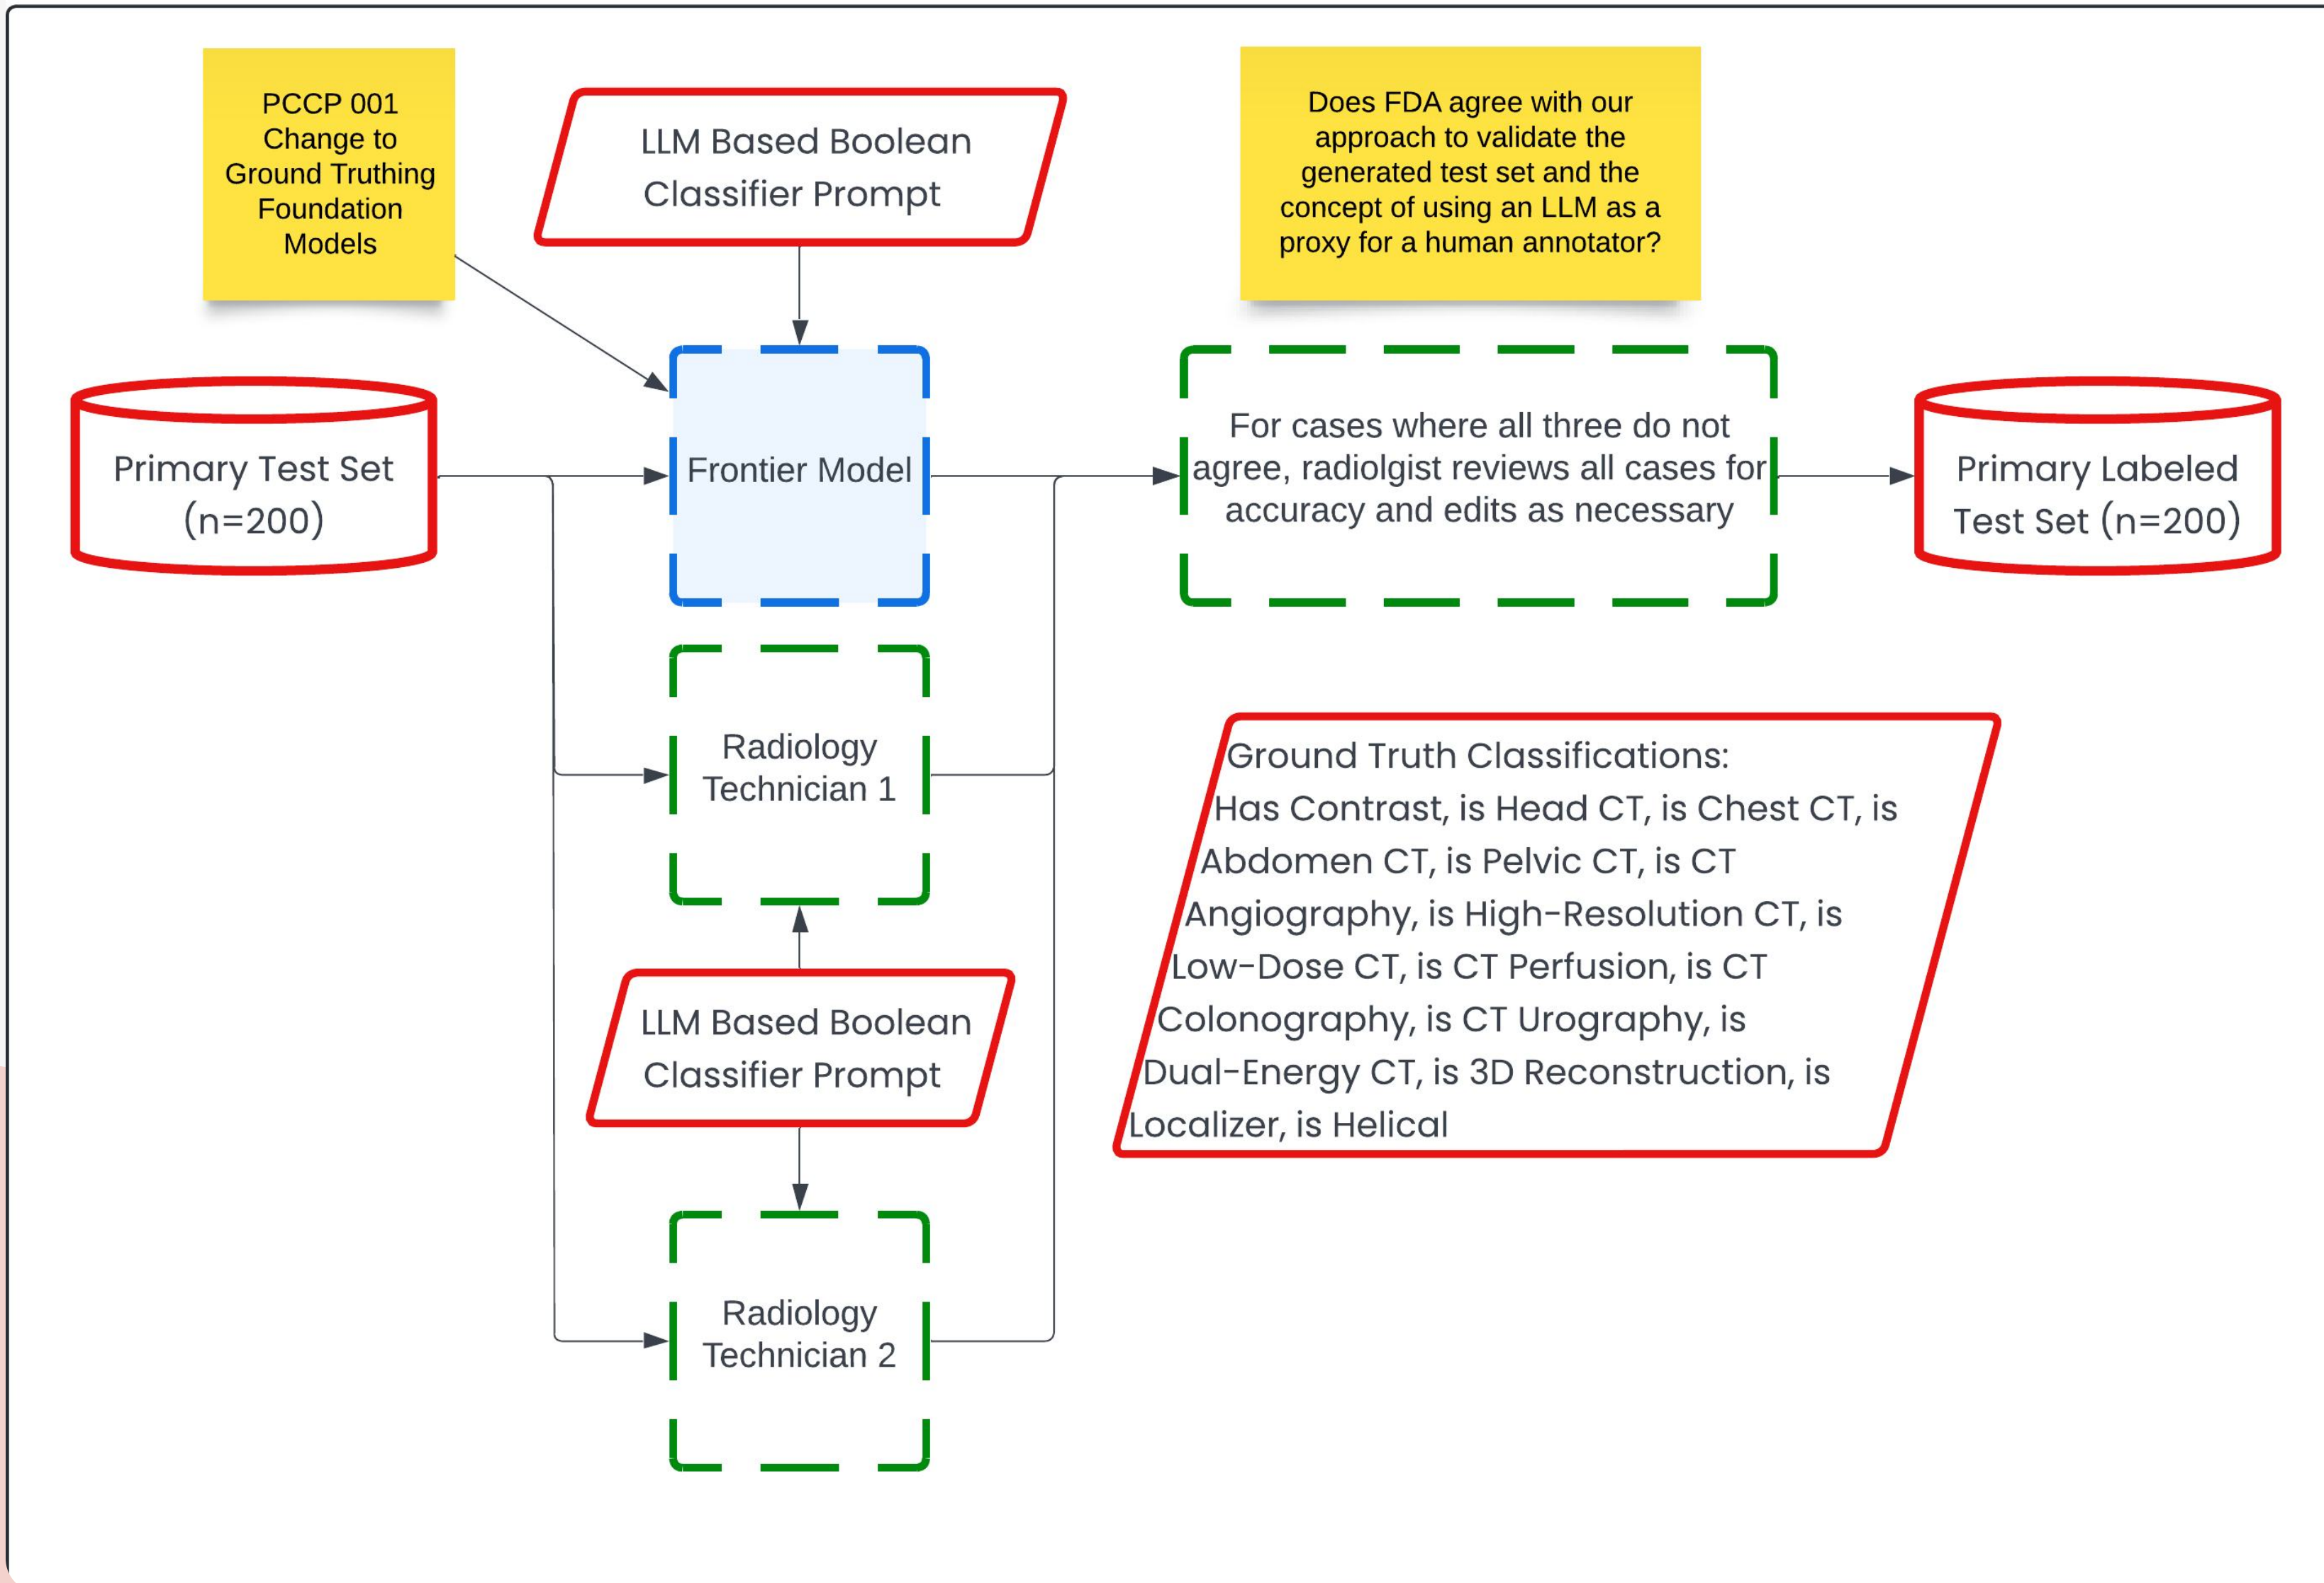 PCCP 001
Change to
Ground Truthing
Foundation
Models
LLM Based Boolean
Classifier Prompt
Does FDA agree with our
approach to validate the
generated test set and the
concept of using an LLM as a
proxy for a human annotator?
Primary Test Set
(n=200)
Frontier Model
For cases where all three do not
agree, radiolgist reviews all cases for
accuracy and edits as necessary
Primary Labeled
Test Set (n=200)
Radiology
Technician 1
LLM Based Boolean
Classifier Prompt
Radiology
Technician 2
Ground Truth Classifications:
Has Contrast, is Head CT, is Chest CT, is
Abdomen CT, is Pelvic CT, is CT
Angiography, is High-Resolution CT, is
Low-Dose CT, is CT Perfusion, is CT
Colonography, is CT Urography, is
Dual-Energy CT, is 3D Reconstruction, is
Localizer, is Helical